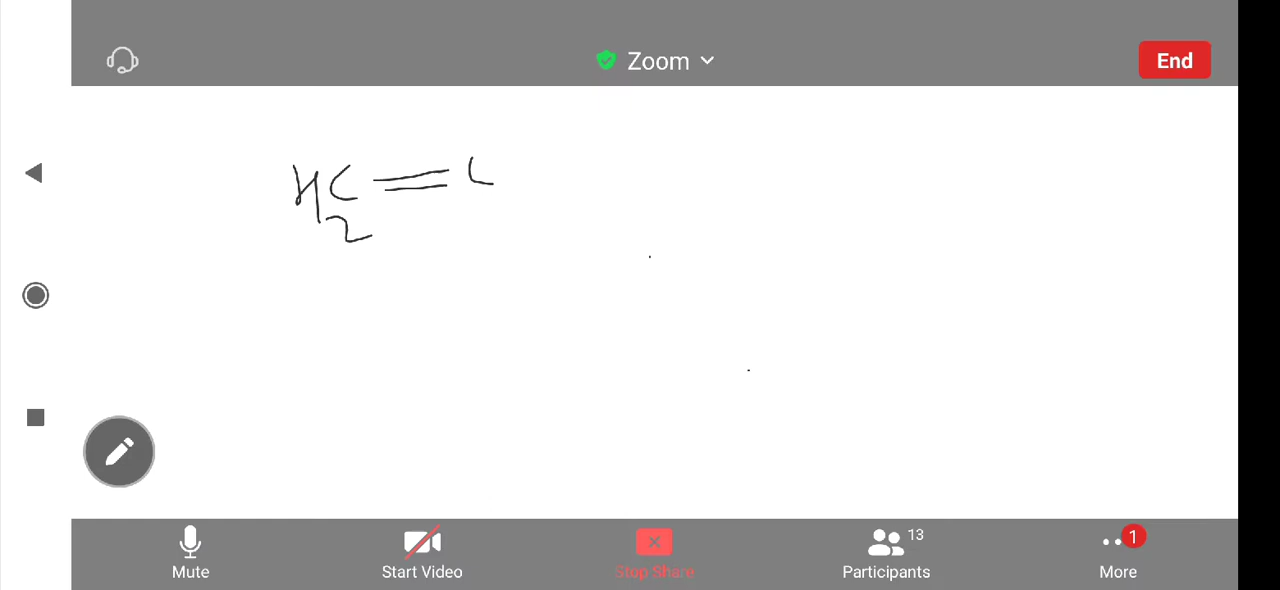 Zoom
End
H₂C=C
Mute
Start Video
Stop Share
13
Participants
1
More